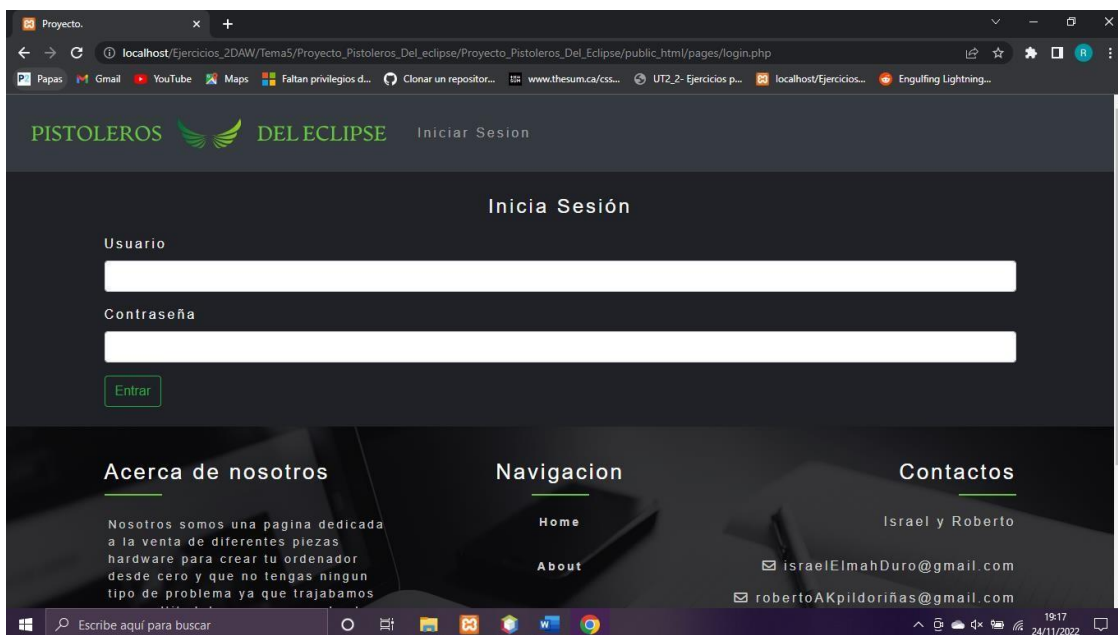 Proyecto.
localhost/Ejercicios_2DAW/Tema5/Proyecto_Pistoleros_Del_eclipse/Proyecto_Pistoleros_Del_Eclipse/public_html/pages/login.php
R
Papas Gmail YouTube Maps Faltan privilegios d... Clonar un repositor... www.thesum.ca/css... UT2_2- Ejercicios p... localhost/Ejercicios... Engulfing Lightning...
PISTOLEROS DEL ECLIPSE Iniciar Sesion
Inicia Sesión
Usuario
Contraseña
Entrar
Acerca de nosotros
Nosotros somos una pagina dedicada
a la venta de diferentes piezas
hardware para crear tu ordenador
desde cero y que no tengas ningun
tipo de problema ya que trajabamos
Navigacion
Home
About
Contactos
Israel y Roberto
israelElmahDuro@gmail.com
robertoAKpildoriñas@gmail.com
Escribe aquí para buscar
19:17
24/11/2022